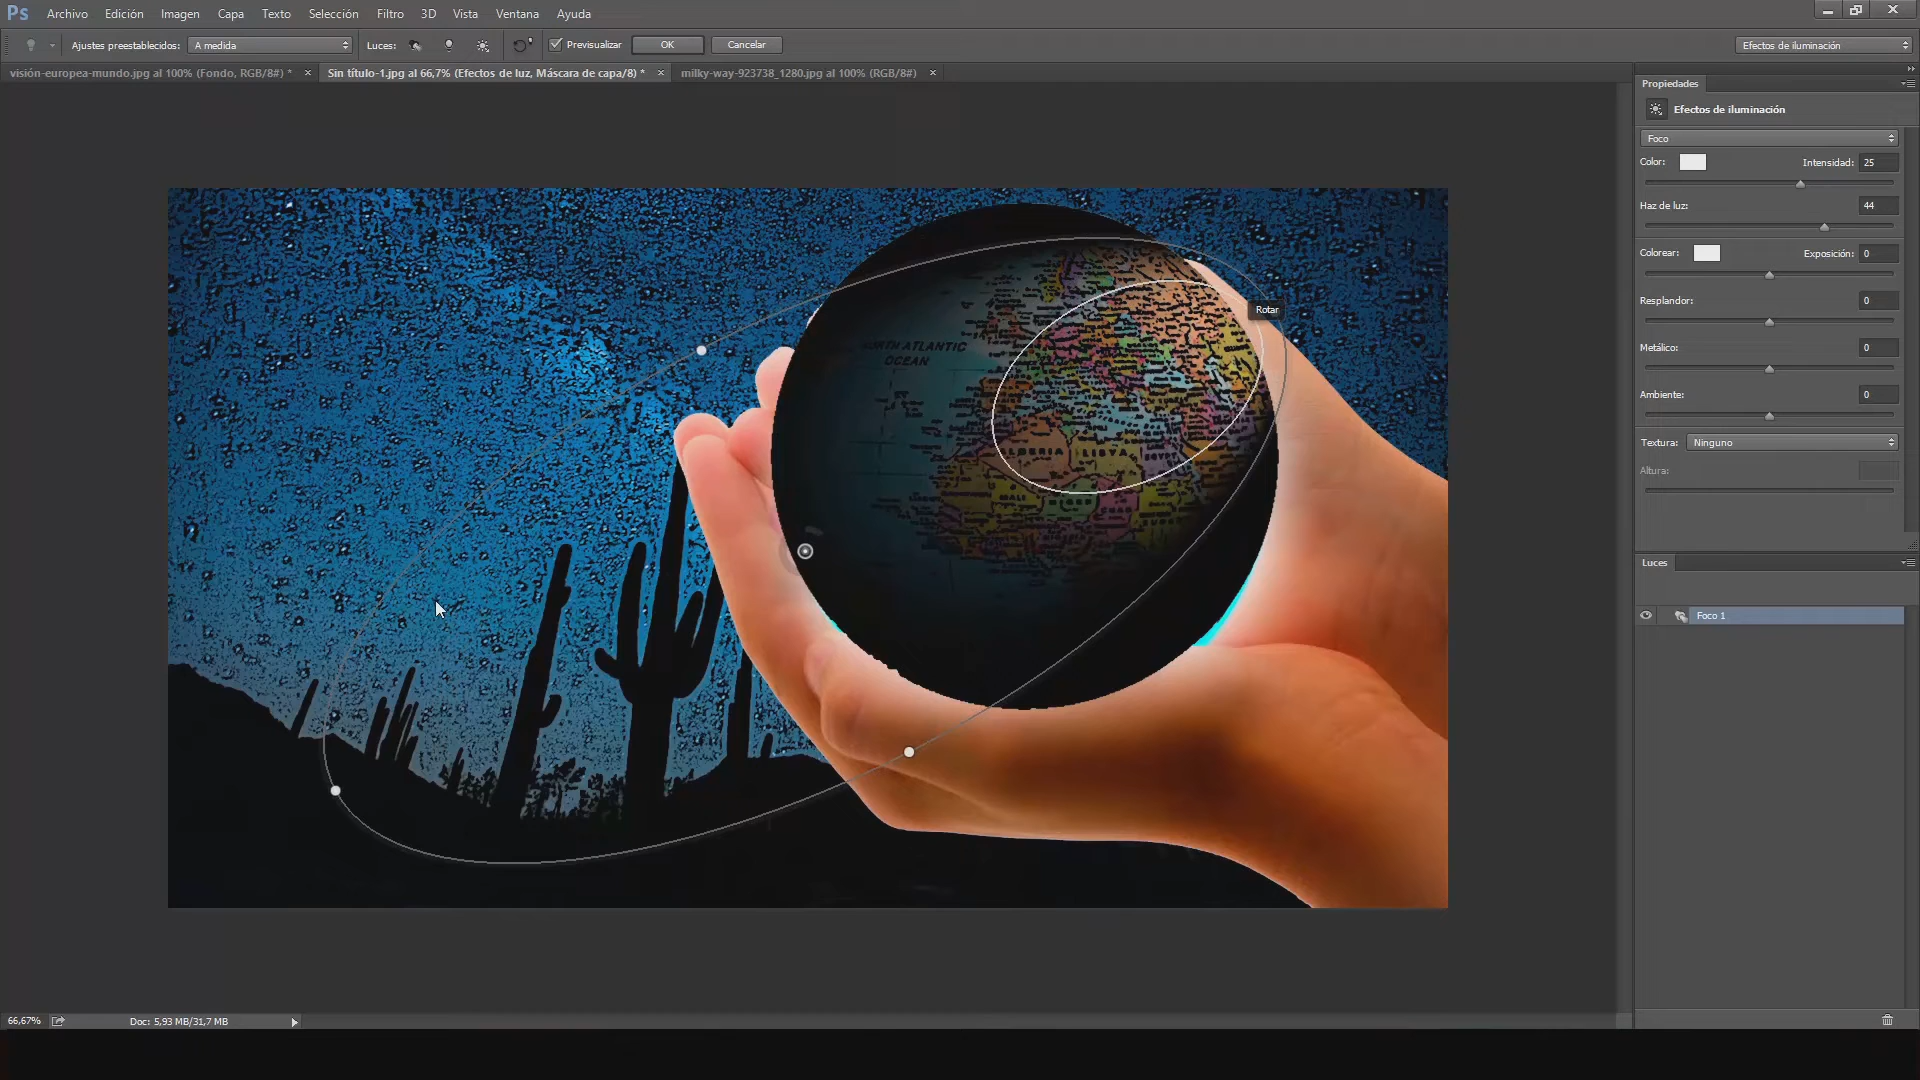 Ps Archivo Edición Imagen Capa Texto Selección Filtro 3D Vista Ventana Ayuda
Ajustes preestablecidos: A medida Luces: Previsualizar OK Cancelar Efectos de iluminación
visión-europea-mundo.jpg al 100% (Fondo, RGB/8#) * × Sin título-1.jpg al 66,7% (Efectos de luz, Máscara de capa/8) * × milky-way-923738_1280.jpg al 100% (RGB/8#) ×
Propiedades
Efectos de iluminación
Foco
Color: Intensidad: 25
Haz de luz: 44
Colorear: Exposición: 0
Resplandor: 0
Metálico: 0
Ambiente: 0
Textura: Ninguno
Altura:
Luces
Foco 1
Rotar
NORTH ATLANTIC
OCEAN
ALGERIA LIBYA
MALI NIGER
66,67% Doc: 5,93 MB/31,7 MB